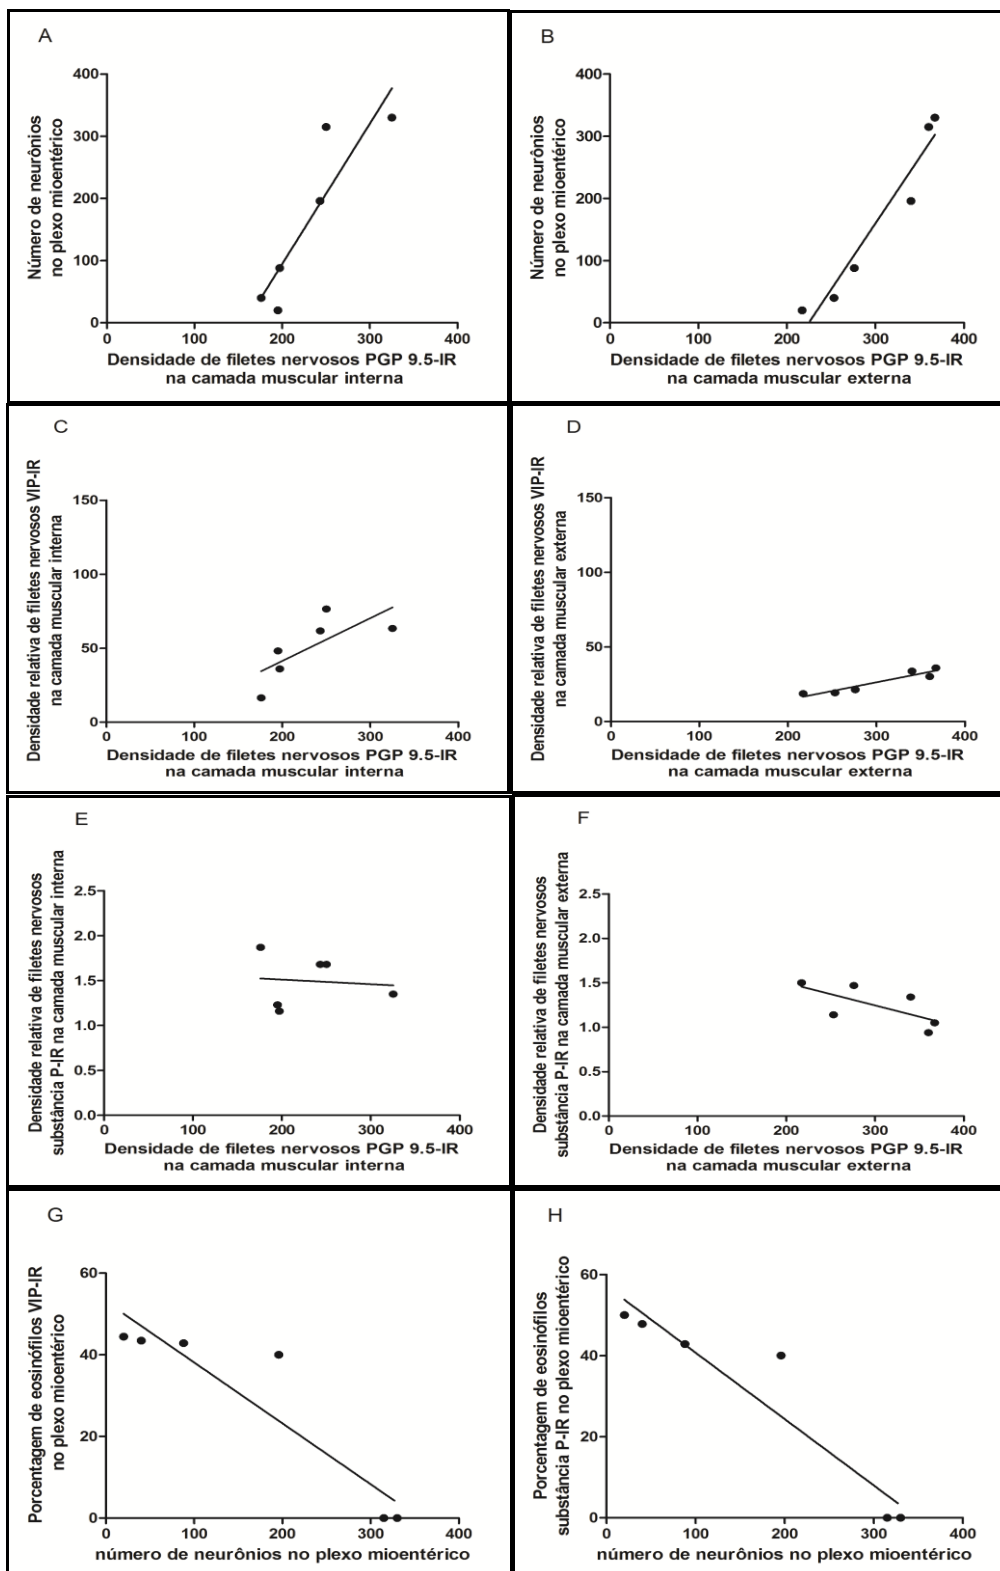 A
Número de neurônios
no plexo mioentérico
400
300
200
100
0
0 100 200 300 400
Densidade de filetes nervosos PGP 9.5-IR
na camada muscular interna
B
Número de neurônios
no plexo mioentérico
400
300
200
100
0
0 100 200 300 400
Densidade de filetes nervosos PGP 9.5-IR
na camada muscular externa
C
Densidade relativa de filetes nervosos VIP-IR
na camada muscular interna
150
100
50
0
0 100 200 300 400
Densidade de filetes nervosos PGP 9.5-IR
na camada muscular interna
D
Densidade relativa de filetes nervosos VIP-IR
na camada muscular externa
150
100
50
0
0 100 200 300 400
Densidade de filetes nervosos PGP 9.5-IR
na camada muscular externa
E
Densidade relativa de filetes nervosos
substância P-IR na camada muscular interna
2.5
2.0
1.5
1.0
0.5
0.0
0 100 200 300 400
Densidade de filetes nervosos PGP 9.5-IR
na camada muscular interna
F
Densidade relativa de filetes nervosos
substância P-IR na camada muscular externa
2.5
2.0
1.5
1.0
0.5
0.0
0 100 200 300 400
Densidade de filetes nervosos PGP 9.5-IR
na camada muscular externa
G
Porcentagem de eosinófilos VIP-IR
no plexo mioentérico
60
40
20
0
0 100 200 300 400
número de neurônios no plexo mioentérico
H
Porcentagem de eosinófilos
substância P-IR no plexo mioentérico
60
40
20
0
0 100 200 300 400
número de neurônios no plexo mioentérico